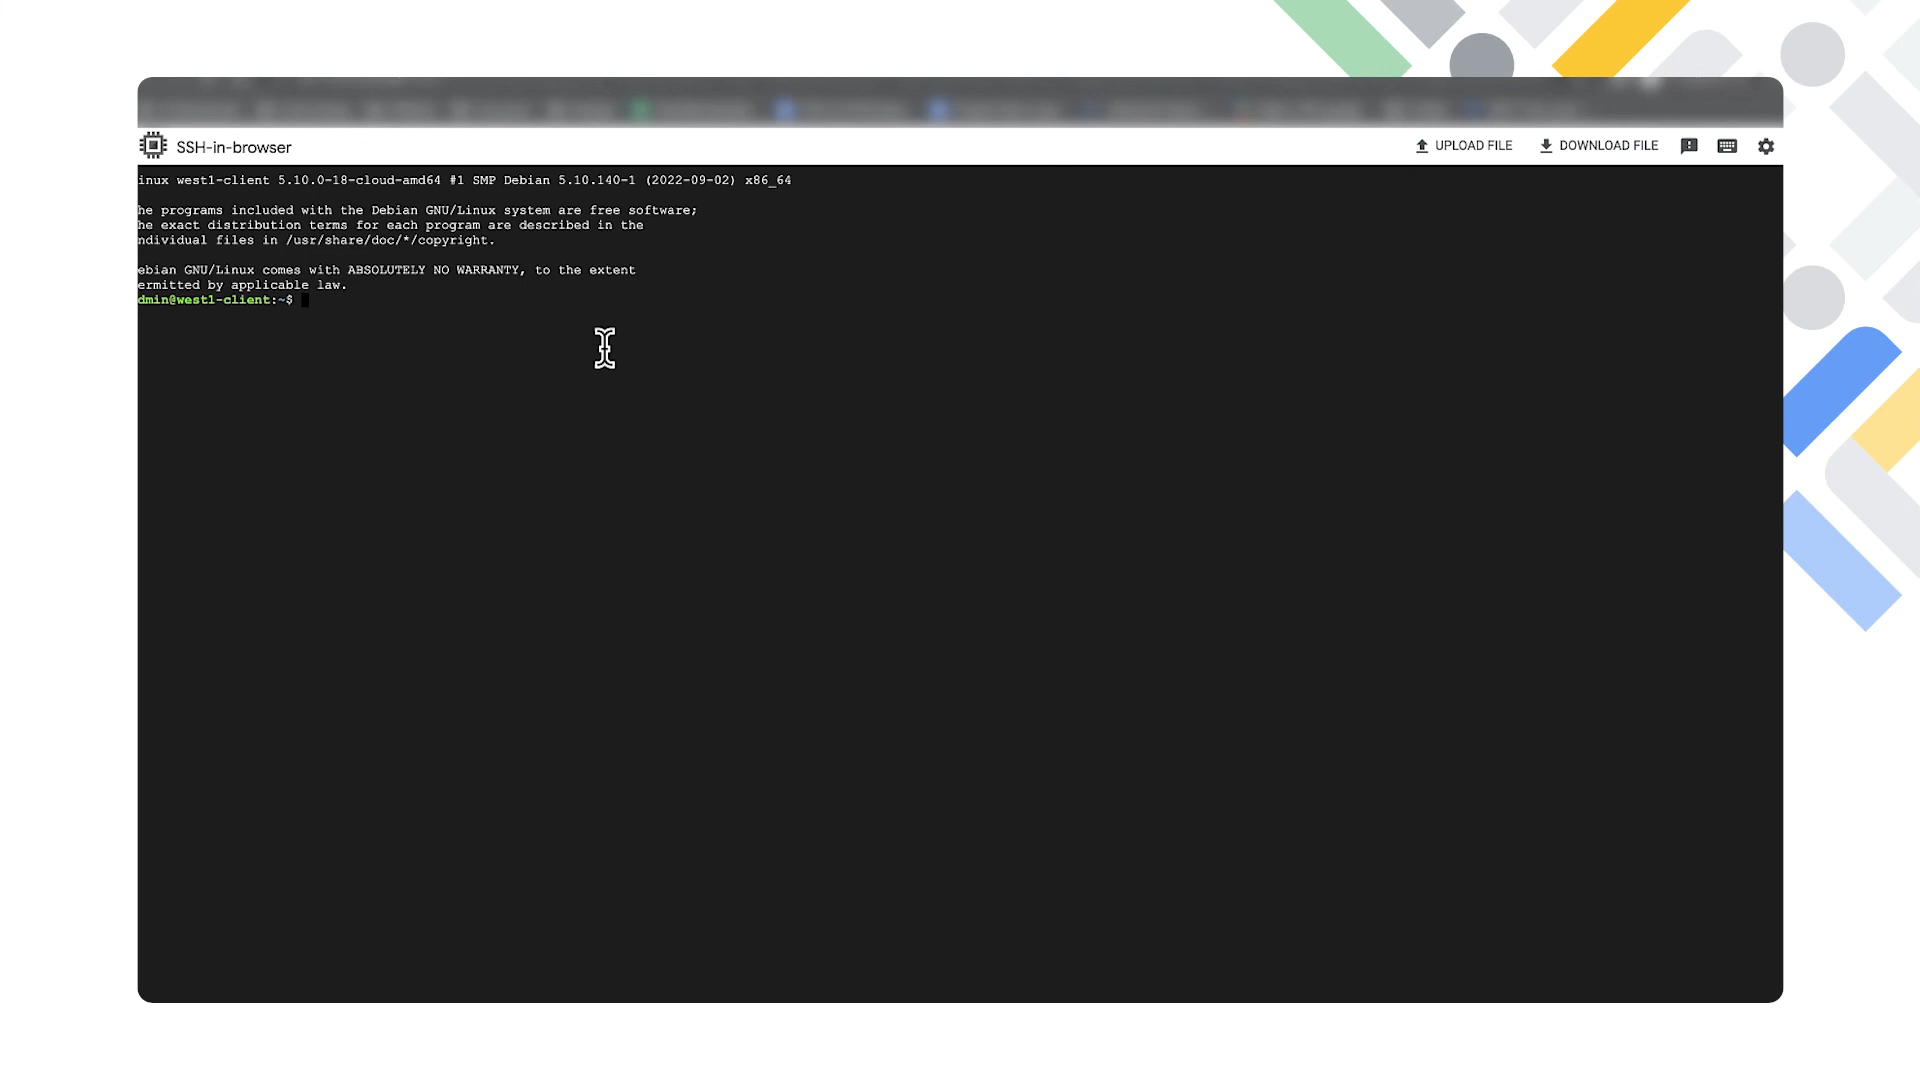 SSH-in-browser
UPLOAD FILE
DOWNLOAD FILE
inux west1-client 5.10.0-18-cloud-amd64 #1 SMP Debian 5.10.140-1 (2022-09-02) x86_64
he programs included with the Debian GNU/Linux system are free software;
he exact distribution terms for each program are described in the
ndividual files in /usr/share/doc/*/copyright.
ebian GNU/Linux comes with ABSOLUTELY NO WARRANTY, to the extent
ermitted by applicable law.
dmin@west1-client:~$